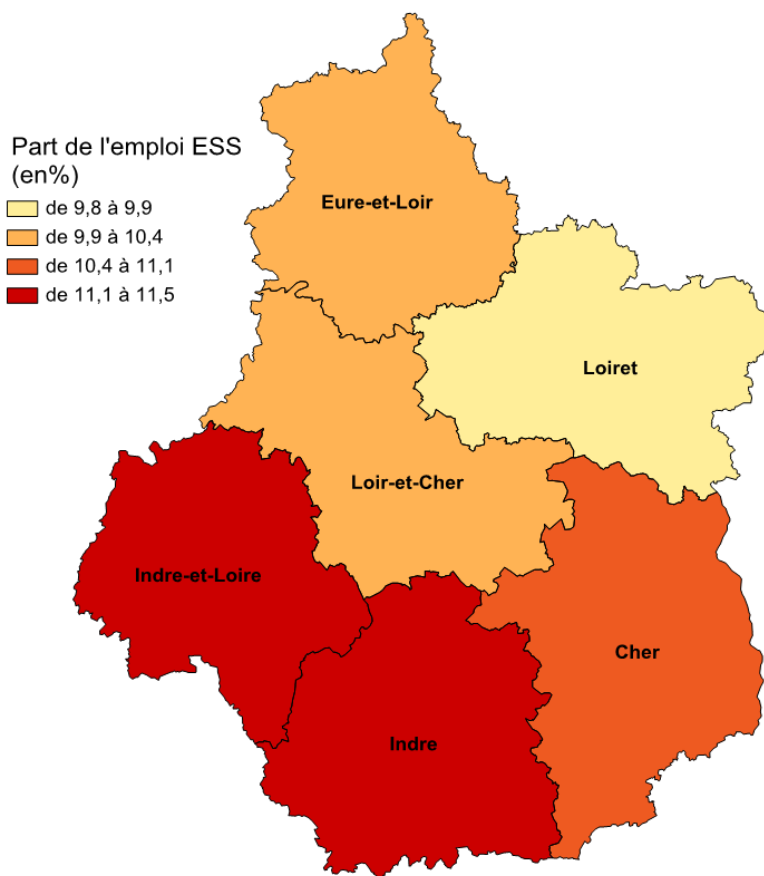 Part de l'emploi ESS
(en%)
de 9,8 à 9,9
de 9,9 à 10,4
de 10,4 à 11,1
de 11,1 à 11,5
Eure-et-Loir
Loiret
Loir-et-Cher
Indre-et-Loire
Cher
Indre